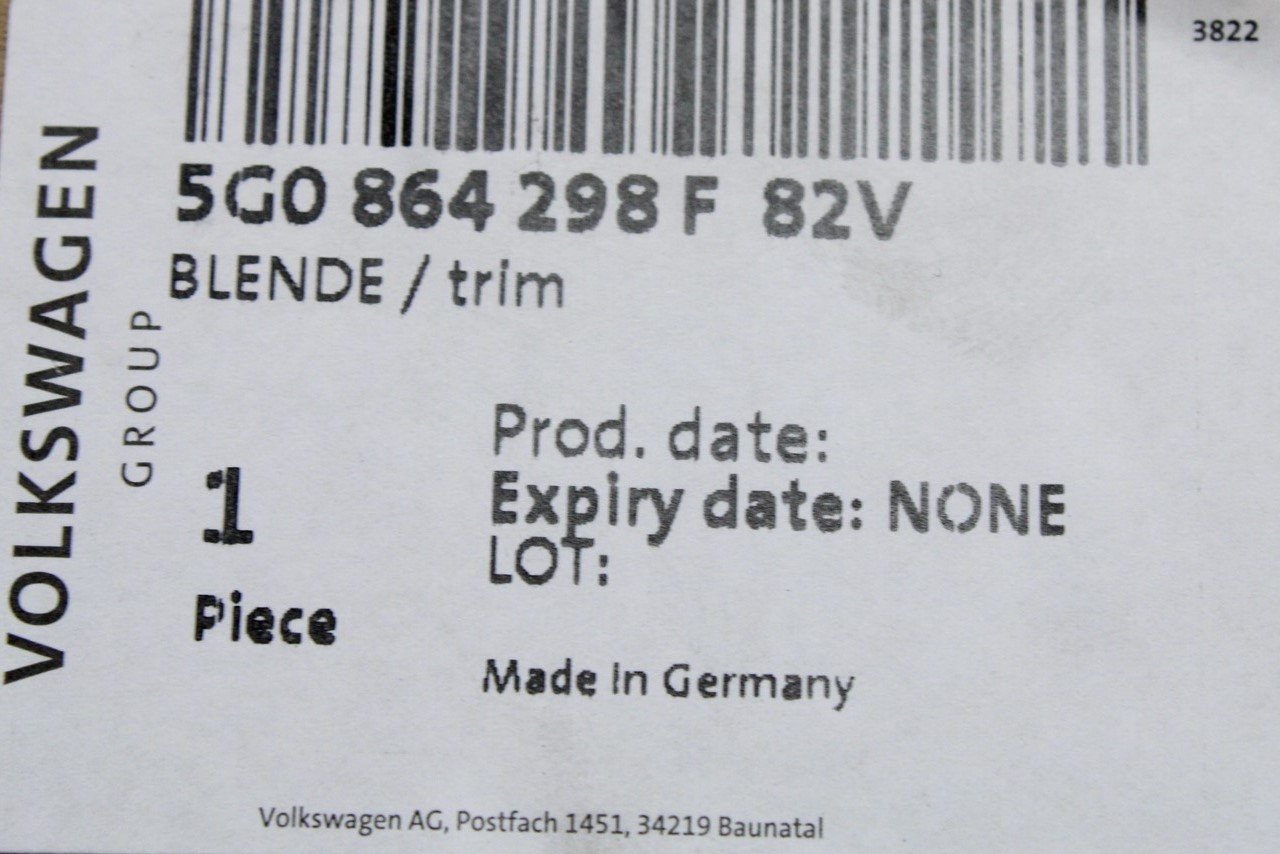 3822
VOLKSWAGEN
GROUP
5G0 864 298 F 82V
BLENDE / trim
Prod. date:
Expiry date: NONE
LOT:
1
Piece
Made In Germany
Volkswagen AG, Postfach 1451, 34219 Baunatal